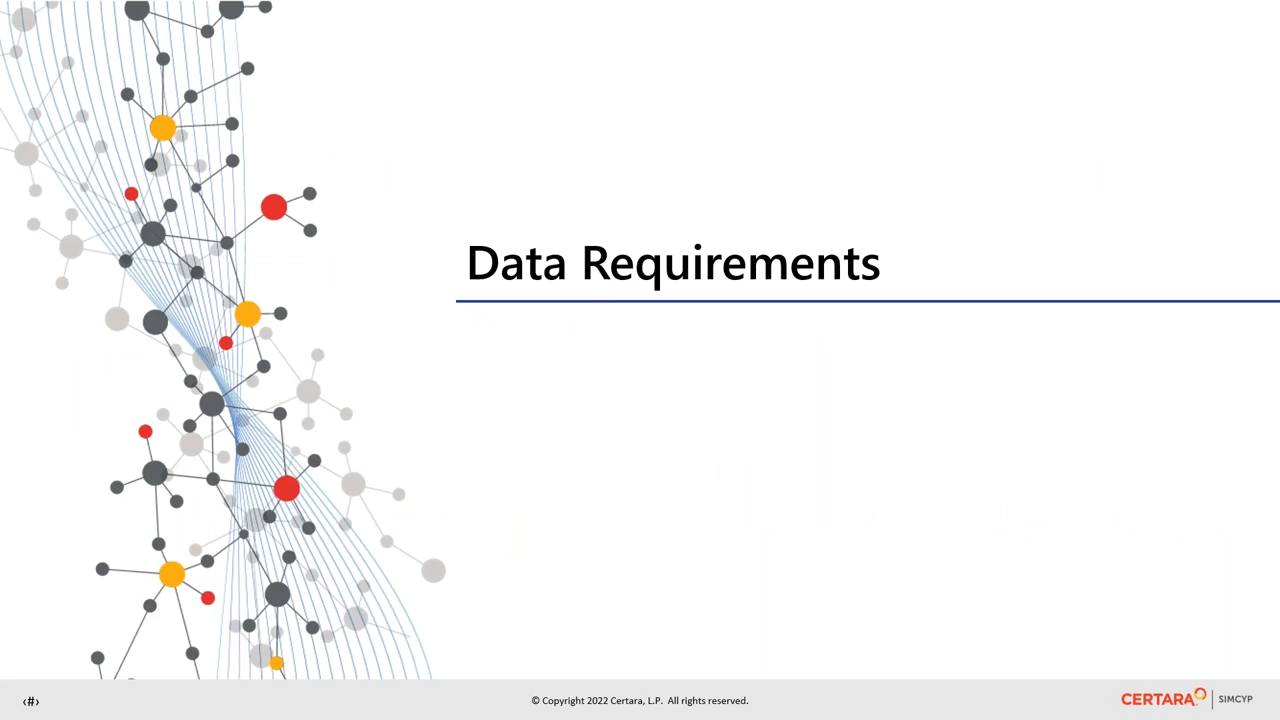 Data Requirements
‹#›
© Copyright 2022 Certara, L.P. All rights reserved.
CERTARA | SIMCYP